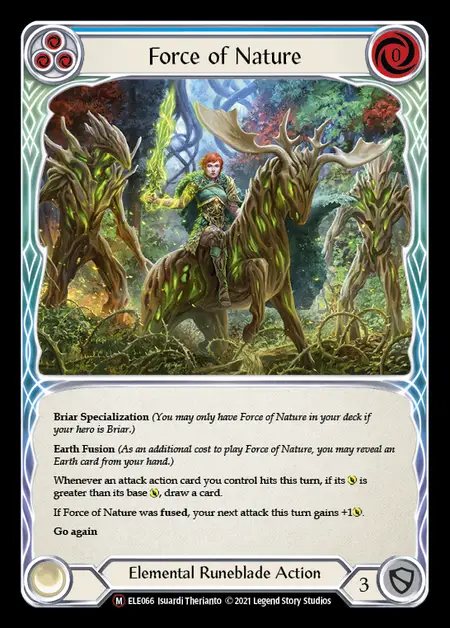 Force of Nature
0
Briar Specialization (You may only have Force of Nature in your deck if
your hero is Briar.)
Earth Fusion (As an additional cost to play Force of Nature, you may reveal an
Earth card from your hand.)
Whenever an attack action card you control hits this turn, if its is
greater than its base , draw a card.
If Force of Nature was fused, your next attack this turn gains +1.
Go again
Elemental Runeblade Action
3
M ELE066 Isuardi Therianto © 2021 Legend Story Studios